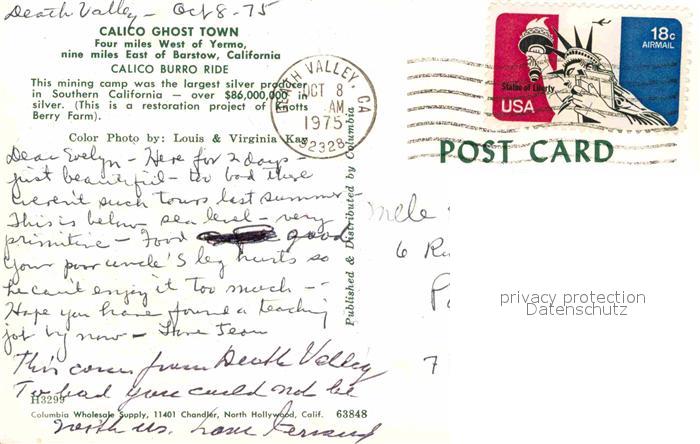 Death Valley - Oct 8-75
CALICO GHOST TOWN
Four miles West of Yermo,
nine miles East of Barstow, California
CALICO BURRO RIDE
This mining camp was the largest silver producer
in Southern California — over $86,000,000 in
silver. (This is a restoration project of Knotts
Berry Farm).
Color Photo by: Louis & Virginia Kay
Dear Evelyn - Here for 2 days -
just beautiful - too bad there
weren't such tours last summer
This is below sea level - very
primitive - Food good
Your poor uncle's leg hurts so
he can't enjoy it too much -
Hope you have found a teaching
job by now - Love Jean
This comes from Death Valley
To bad you could not be
with us. Love
H3299
Columbia Wholesale Supply, 11401 Chandler, North Hollywood, Calif. 63848
Published & Distributed by Columbia
DEATH VALLEY, CA
OCT 8
AM
1975
92328
18c
AIRMAIL
Statue of Liberty
USA
POST CARD
Mele
6 Ru
P
7
privacy protection
Datenschutz